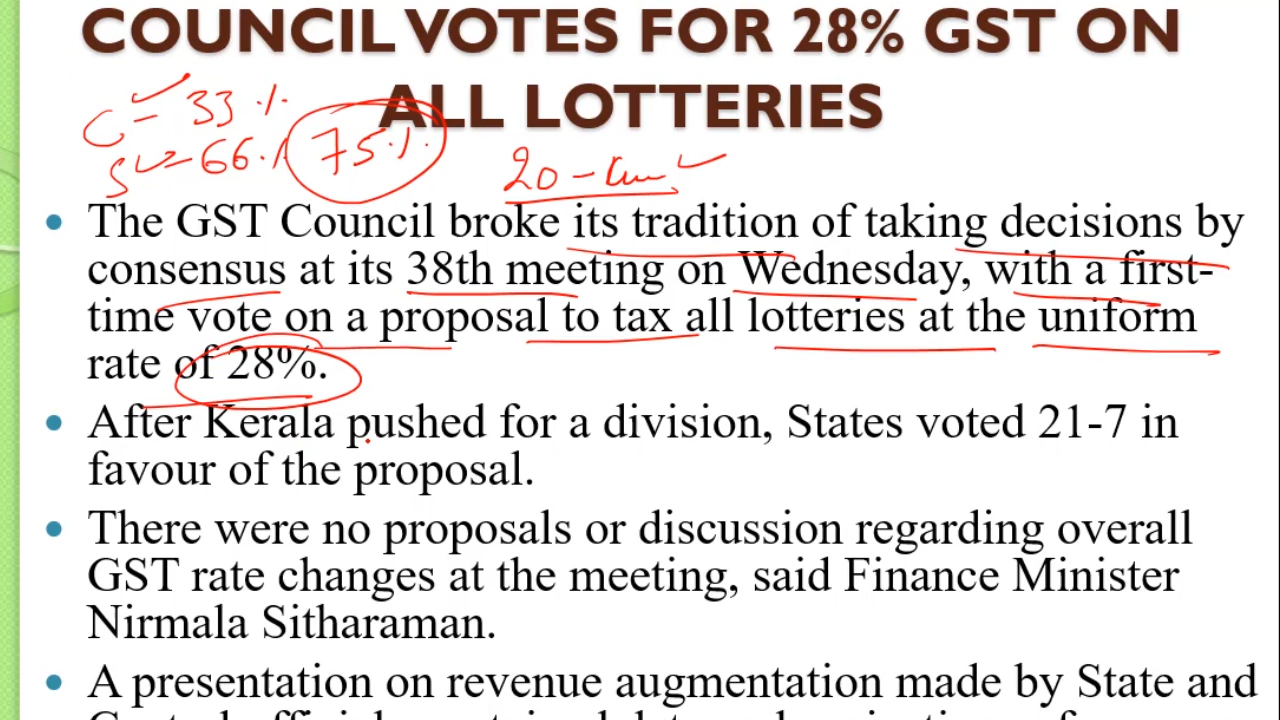 COUNCIL VOTES FOR 28% GST ON
ALL LOTTERIES
C - 33 %
S = 66 % 75 %
20 -
• The GST Council broke its tradition of taking decisions by
consensus at its 38th meeting on Wednesday, with a first-
time vote on a proposal to tax all lotteries at the uniform
rate of 28%.
• After Kerala pushed for a division, States voted 21-7 in
favour of the proposal.
• There were no proposals or discussion regarding overall
GST rate changes at the meeting, said Finance Minister
Nirmala Sitharaman.
• A presentation on revenue augmentation made by State and